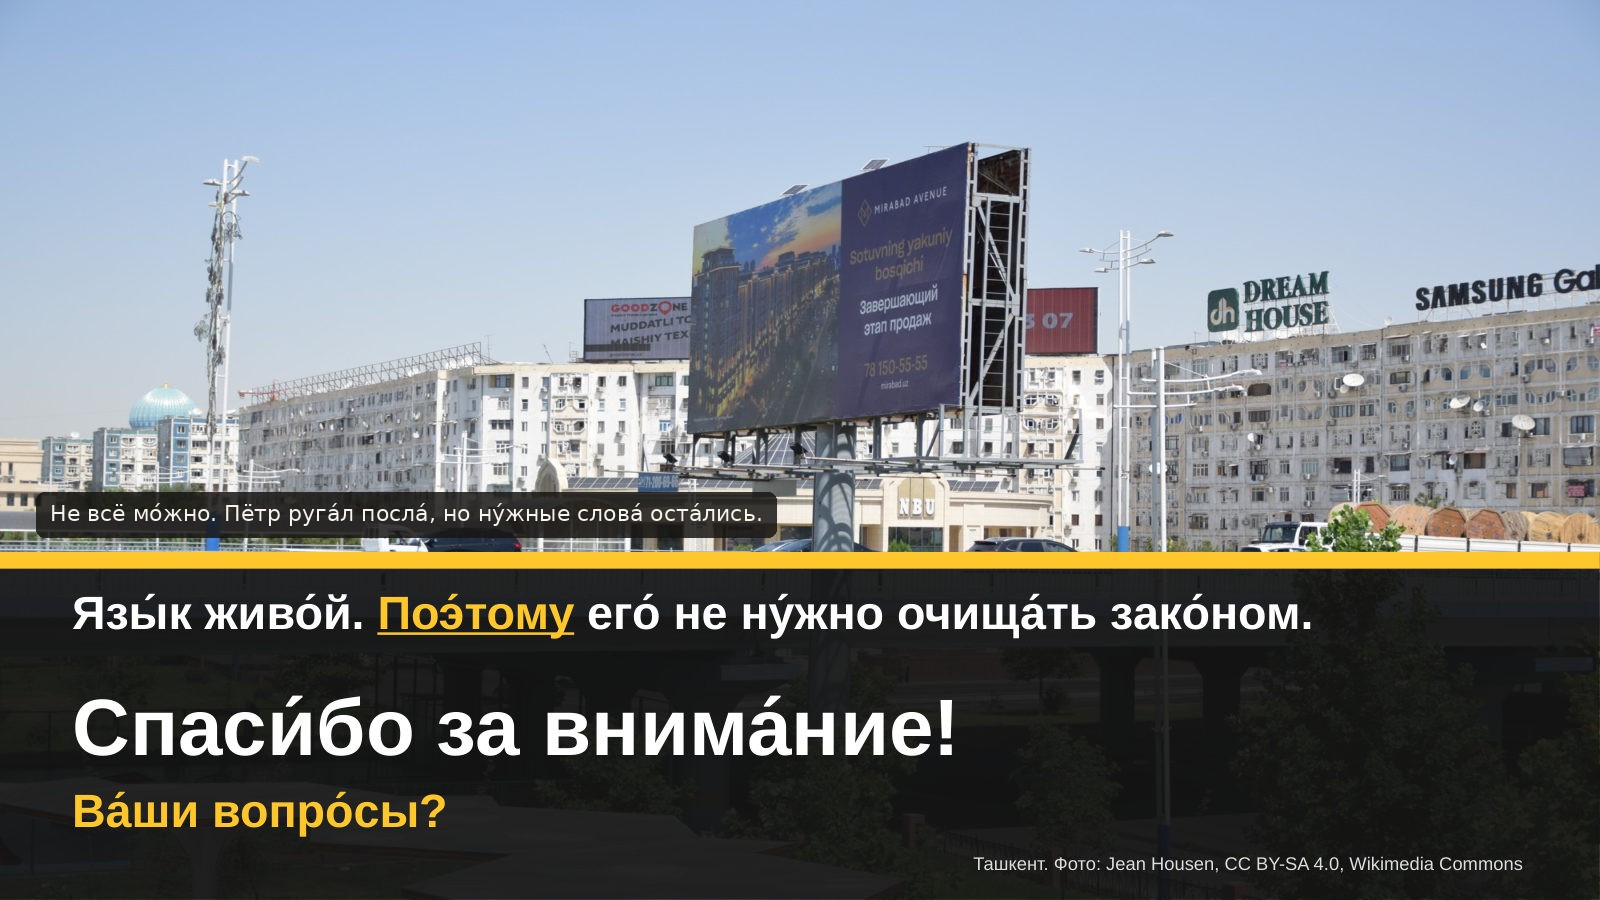 GOODZONE
MUDDATLI TO
MAISHIY TEX
MIRABAD AVENUE
Sotuvning yakuniy
bosqichi
Завершающий
этап продаж
78 150-55-55
mirabad.uz
07
DREAM
HOUSE
SAMSUNG Gal
NBU
Не всё мо́жно. Пётр руга́л посла́, но ну́жные слова́ оста́лись.
Язы́к живо́й. Поэ́тому его́ не ну́жно очища́ть зако́ном.
Спаси́бо за внима́ние!
Ва́ши вопро́сы?
Ташкент. Фото: Jean Housen, CC BY-SA 4.0, Wikimedia Commons